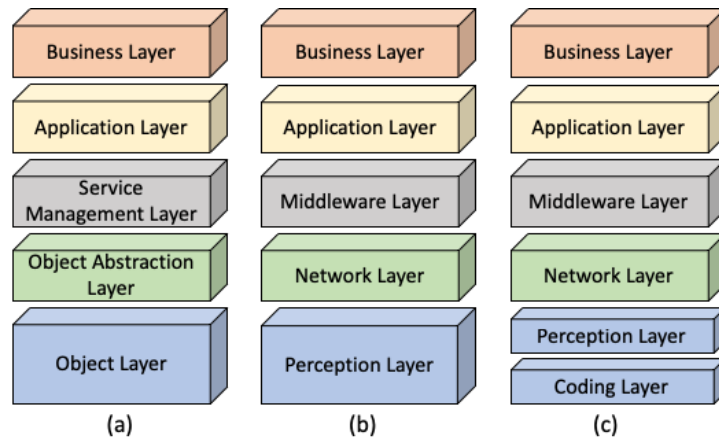 Business Layer
Application Layer
Service
Management Layer
Object Abstraction
Layer
Object Layer
(a)
Business Layer
Application Layer
Middleware Layer
Network Layer
Perception Layer
(b)
Business Layer
Application Layer
Middleware Layer
Network Layer
Perception Layer
Coding Layer
(c)